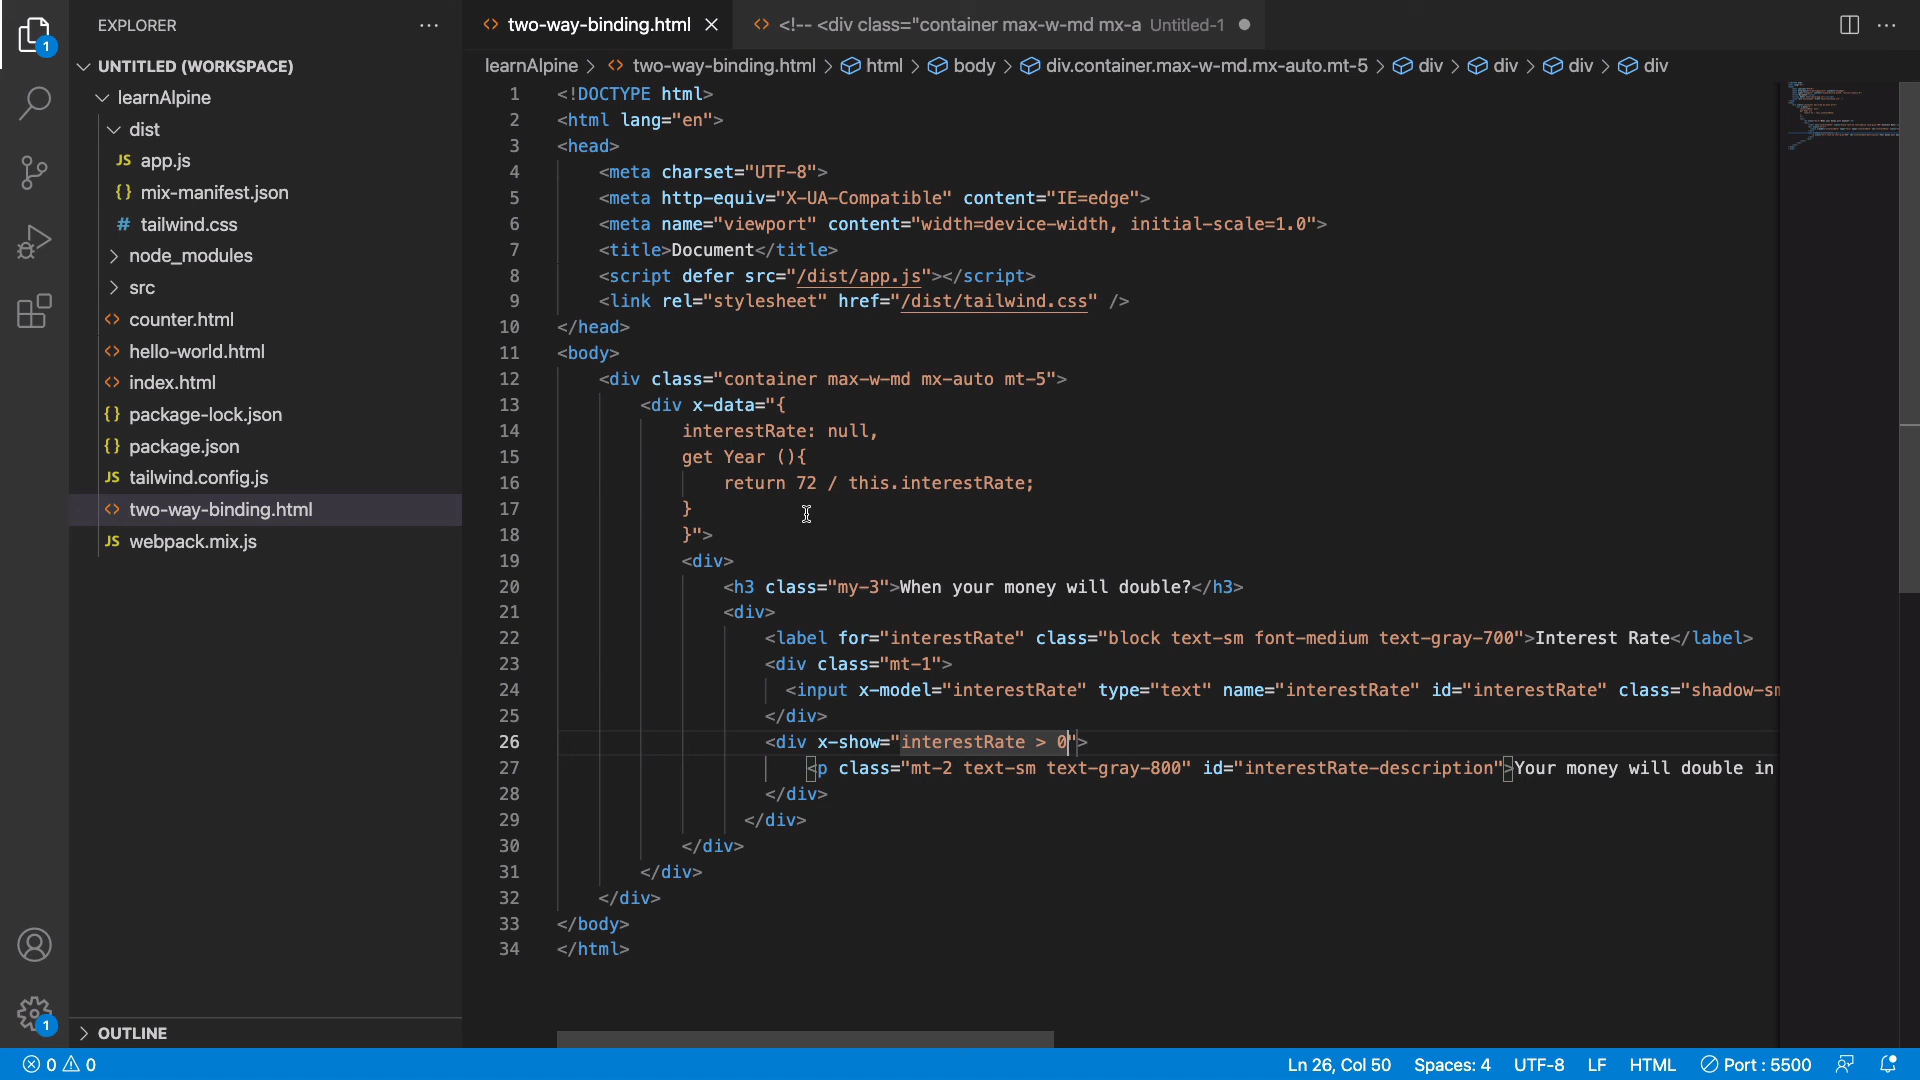 EXPLORER
UNTITLED (WORKSPACE)
learnAlpine
dist
JS app.js
{} mix-manifest.json
# tailwind.css
node_modules
src
<> counter.html
<> hello-world.html
<> index.html
{} package-lock.json
{} package.json
JS tailwind.config.js
<> two-way-binding.html
JS webpack.mix.js
OUTLINE
1
1
<> two-way-binding.html
<> <!-- <div class="container max-w-md mx-a Untitled-1
learnAlpine > <> two-way-binding.html > html > body > div.container.max-w-md.mx-auto.mt-5 > div > div > div > div
1 <!DOCTYPE html>
2 <html lang="en">
3 <head>
4 <meta charset="UTF-8">
5 <meta http-equiv="X-UA-Compatible" content="IE=edge">
6 <meta name="viewport" content="width=device-width, initial-scale=1.0">
7 <title>Document</title>
8 <script defer src="/dist/app.js"></script>
9 <link rel="stylesheet" href="/dist/tailwind.css" />
10 </head>
11 <body>
12 <div class="container max-w-md mx-auto mt-5">
13 <div x-data="{
14 interestRate: null,
15 get Year (){
16 return 72 / this.interestRate;
17 }
18 }">
19 <div>
20 <h3 class="my-3">When your money will double?</h3>
21 <div>
22 <label for="interestRate" class="block text-sm font-medium text-gray-700">Interest Rate</label>
23 <div class="mt-1">
24 <input x-model="interestRate" type="text" name="interestRate" id="interestRate" class="shadow-sm
25 </div>
26 <div x-show="interestRate > 0">
27 <p class="mt-2 text-sm text-gray-800" id="interestRate-description">Your money will double in
28 </div>
29 </div>
30 </div>
31 </div>
32 </div>
33 </body>
34 </html>
0 0
Ln 26, Col 50 Spaces: 4 UTF-8 LF HTML Port : 5500